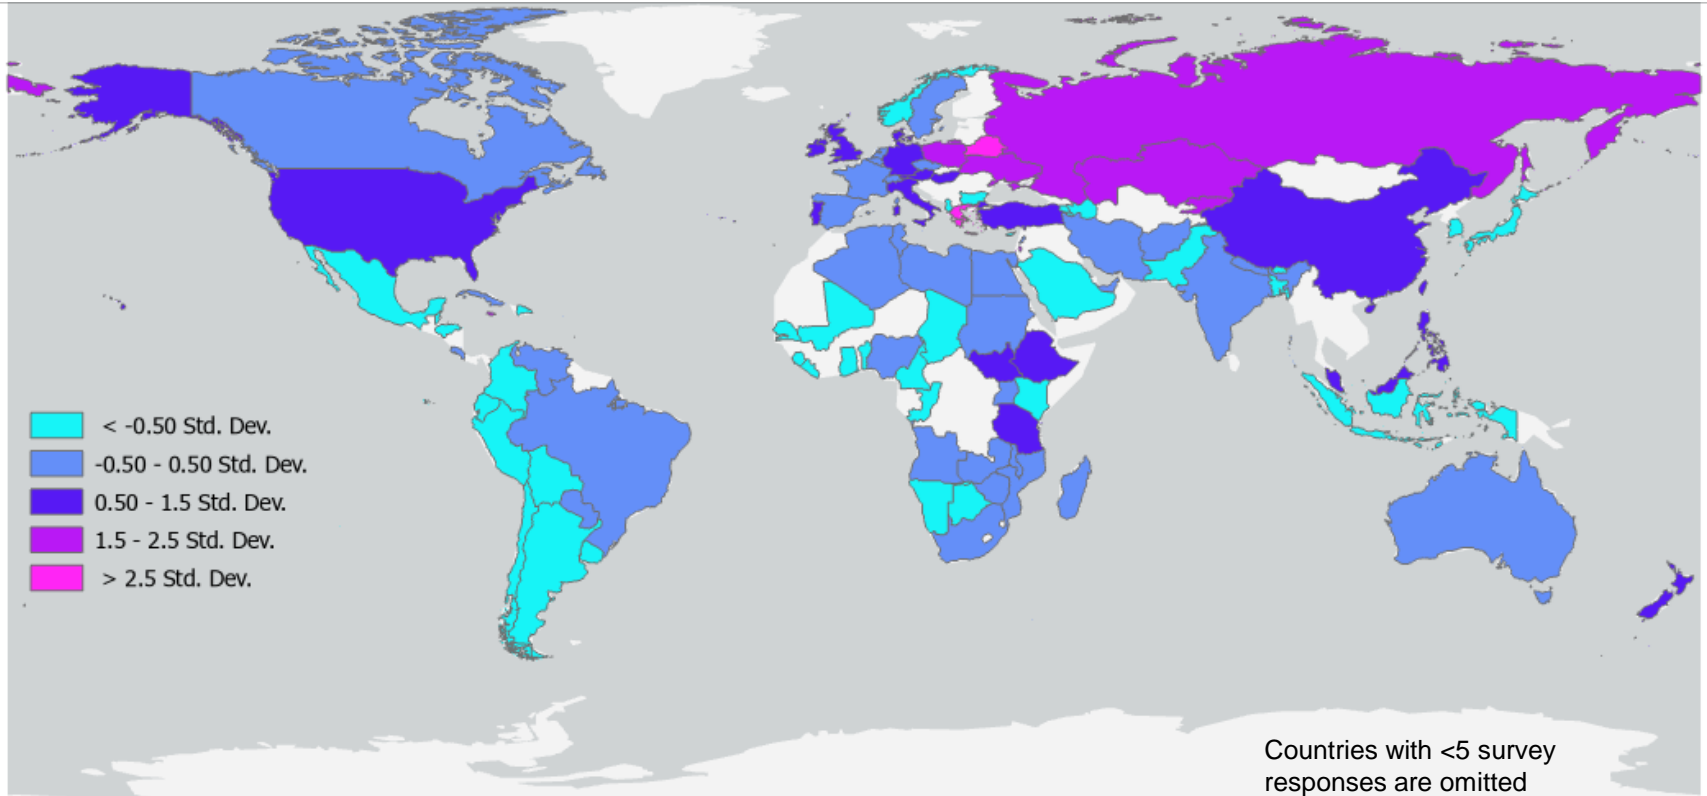 < -0.50 Std. Dev.
-0.50 - 0.50 Std. Dev.
0.50 - 1.5 Std. Dev.
1.5 - 2.5 Std. Dev.
> 2.5 Std. Dev.
Countries with <5 survey
responses are omitted